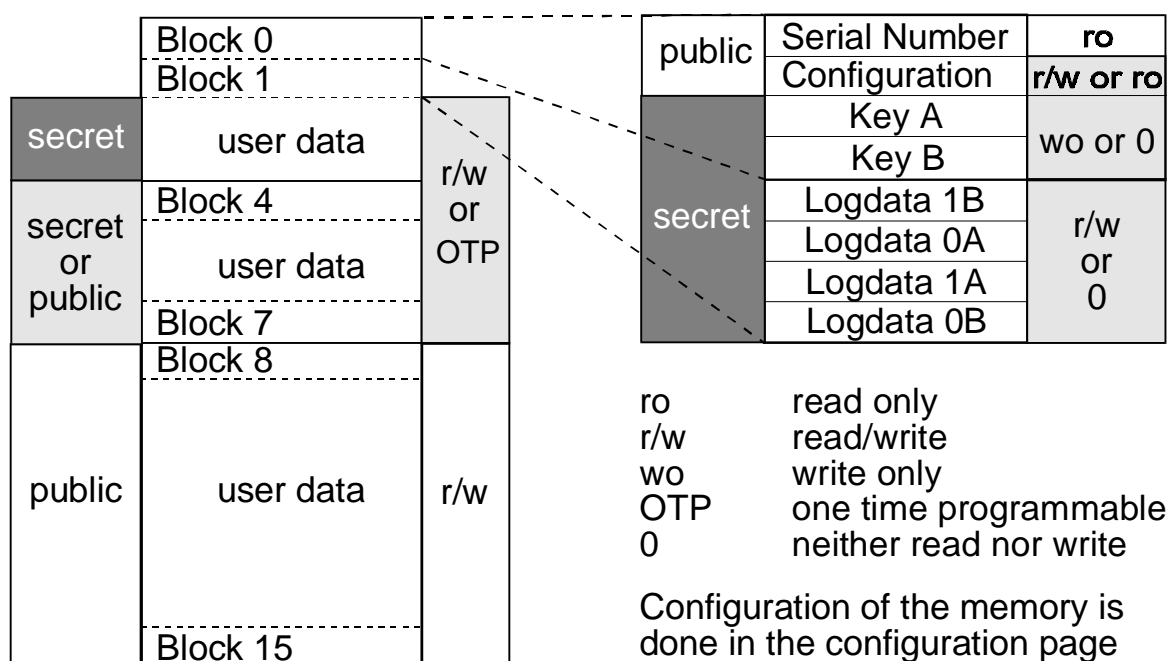 Block 0
Block 1
secret
user data
r/w
or
OTP
Block 4
secret
or
public
user data
Block 7
Block 8
public
user data
r/w
Block 15
public
Serial Number
ro
Configuration
r/w or ro
secret
Key A
wo or 0
Key B
Logdata 1B
r/w
or
0
Logdata 0A
Logdata 1A
Logdata 0B
ro read only
r/w read/write
wo write only
OTP one time programmable
0 neither read nor write
Configuration of the memory is
done in the configuration page